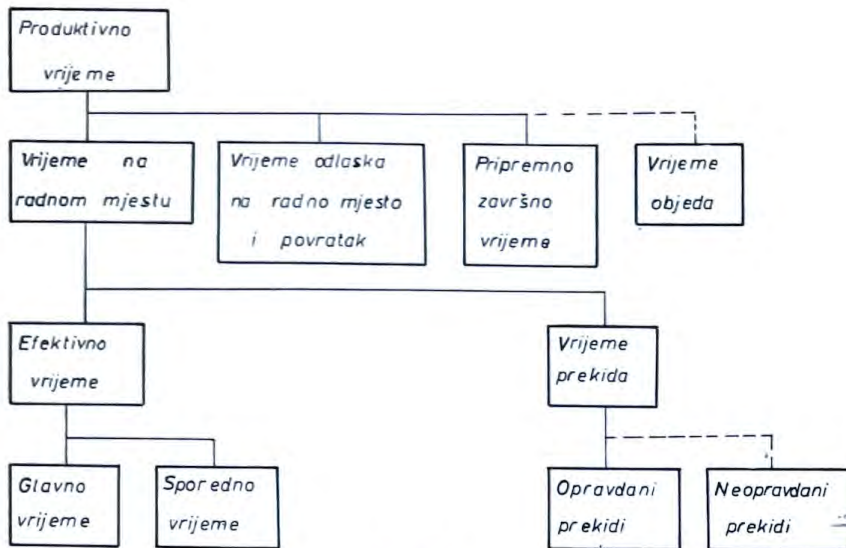 Produktivno
vrijeme
Vrijeme na
radnom mjestu
Vrijeme odlaska
na radno mjesto
i povratak
Pripremno
završno
vrijeme
Vrijeme
objeda
Efektivno
vrijeme
Vrijeme
prekida
Glavno
vrijeme
Sporedno
vrijeme
Opravdani
prekidi
Neopravdani
prekidi